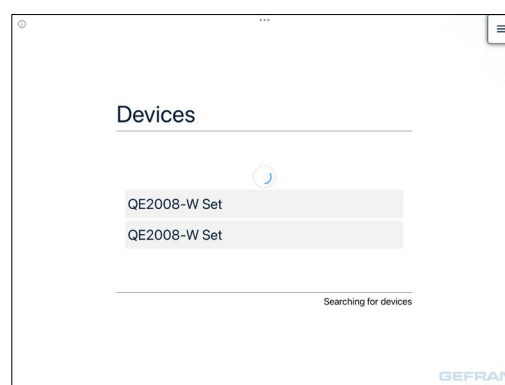 Devices
QE2008-W Set
QE2008-W Set
Searching for devices
GEFRAN